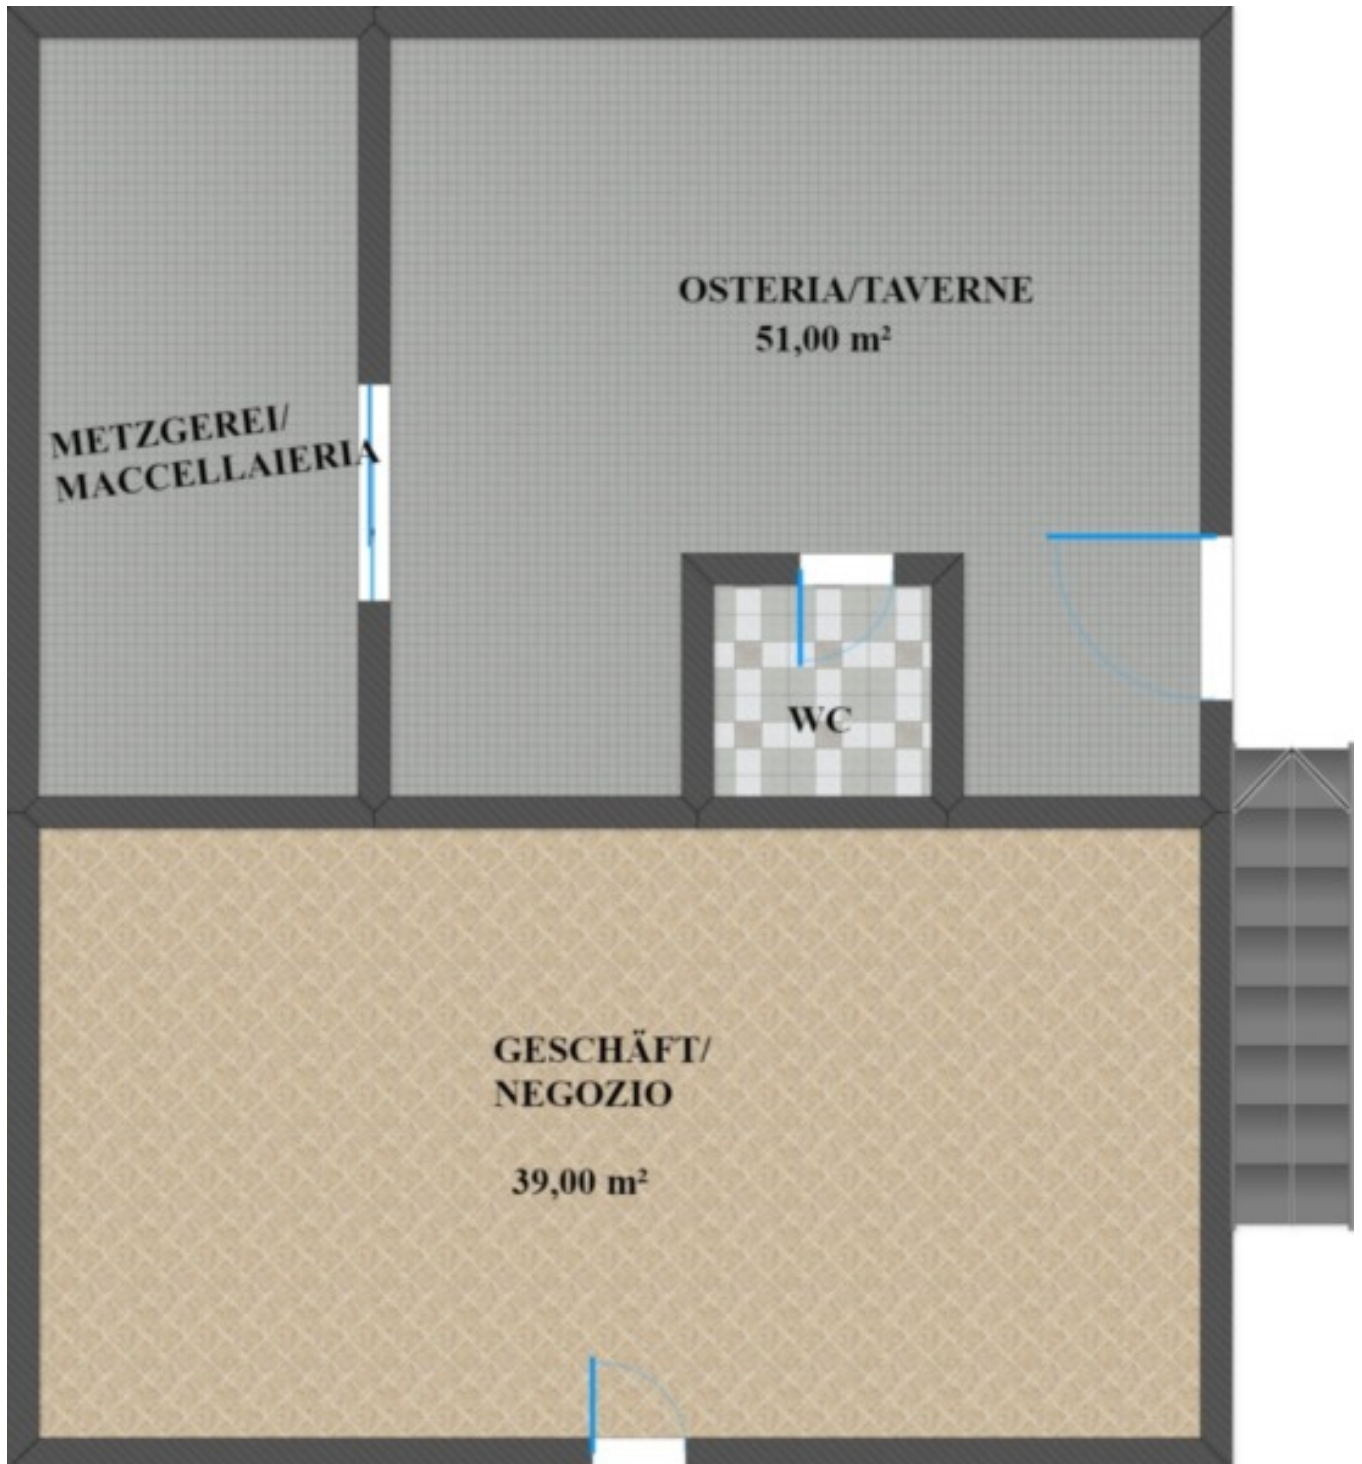 OSTERIA/TAVERNE
51,00 m²
METZGEREI/
MACCELLAIERIA
WC
GESCHÄFT/
NEGOZIO
39,00 m²